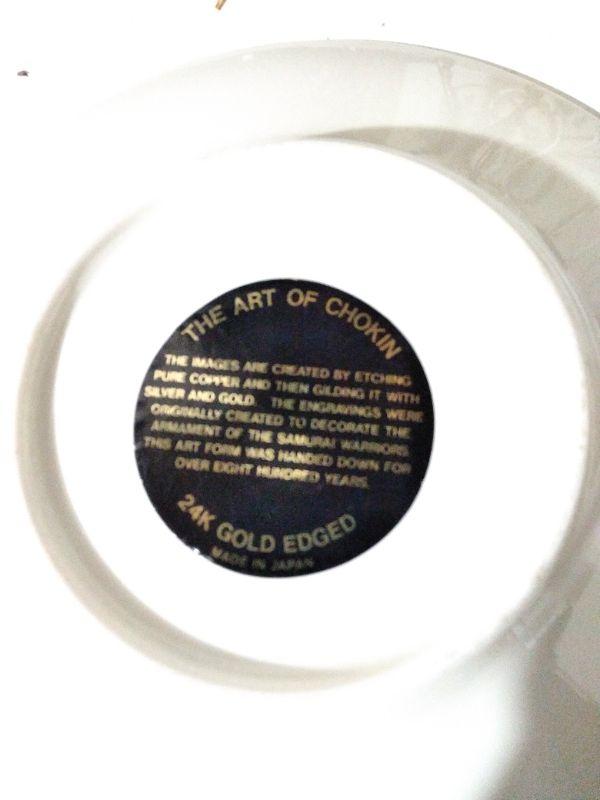 THE ART OF CHOKIN
THE IMAGES ARE CREATED BY ETCHING
PURE COPPER AND THEN GILDING IT WITH
SILVER AND GOLD. THE ENGRAVINGS WERE
ORIGINALLY CREATED TO DECORATE THE
ARMAMENT OF THE SAMURAI WARRIORS.
THIS ART FORM WAS HANDED DOWN FOR
OVER EIGHT HUNDRED YEARS.
24K GOLD EDGED
MADE IN JAPAN